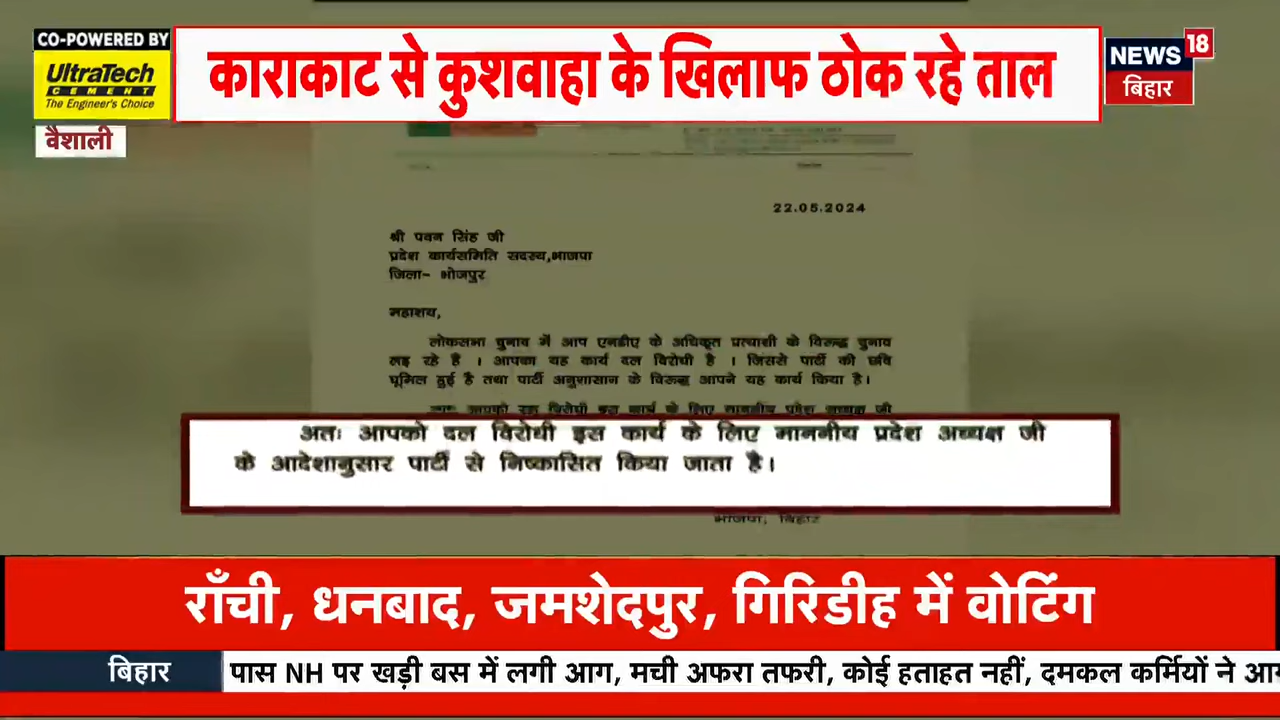 CO-POWERED BY
UltraTech
CEMENT
The Engineer's Choice
काराकाट से कुशवाहा के खिलाफ ठोक रहे ताल
NEWS 18
बिहार
वैशाली
22.05.2024
श्री पवन सिंह जी
प्रदेश कार्यसमिति सदस्य,भाजपा
जिला- भोजपुर
महाशय,
लोकसभा चुनाव में आप एनडीए के अधिकृत प्रत्याशी के विरूद्ध चुनाव
लड़ रहे है । आपका यह कार्य दल विरोधी है । जिससे पार्टी की छवि
धूमिल हुई है तथा पार्टी अनुशासन के विरूद्ध आपने यह कार्य किया है।
अतः आपको दल विरोधी इस कार्य के लिए माननीय प्रदेश अध्यक्ष जी
के आदेशानुसार पार्टी से निष्कासित किया जाता है।
भाजपा, बिहार
राँची, धनबाद, जमशेदपुर, गिरिडीह में वोटिंग
बिहार
पास NH पर खड़ी बस में लगी आग, मची अफरा तफरी, कोई हताहत नहीं, दमकल कर्मियों ने